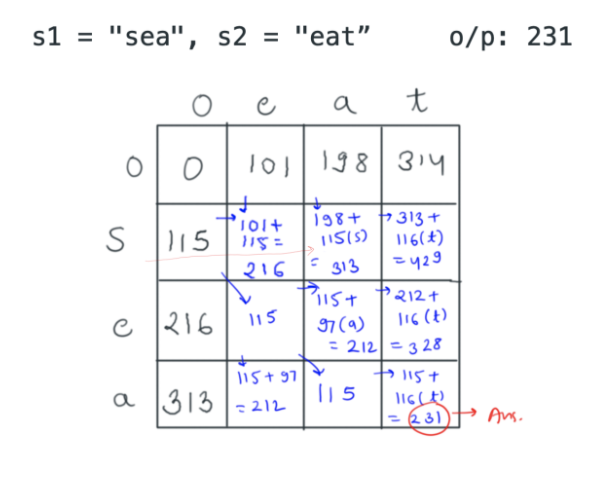 s1 = "sea", s2 = "eat” o/p: 231
0 e a t
0 0 101 198 314
S 115 101+ 115= 216 198+ 115(s) = 313 313+ 116(t) = 429
e 216 115 115+ 97(a) = 212 212+ 116(t) = 328
a 313 115+97 = 212 115 115+ 116(t) = 231 → Ans.